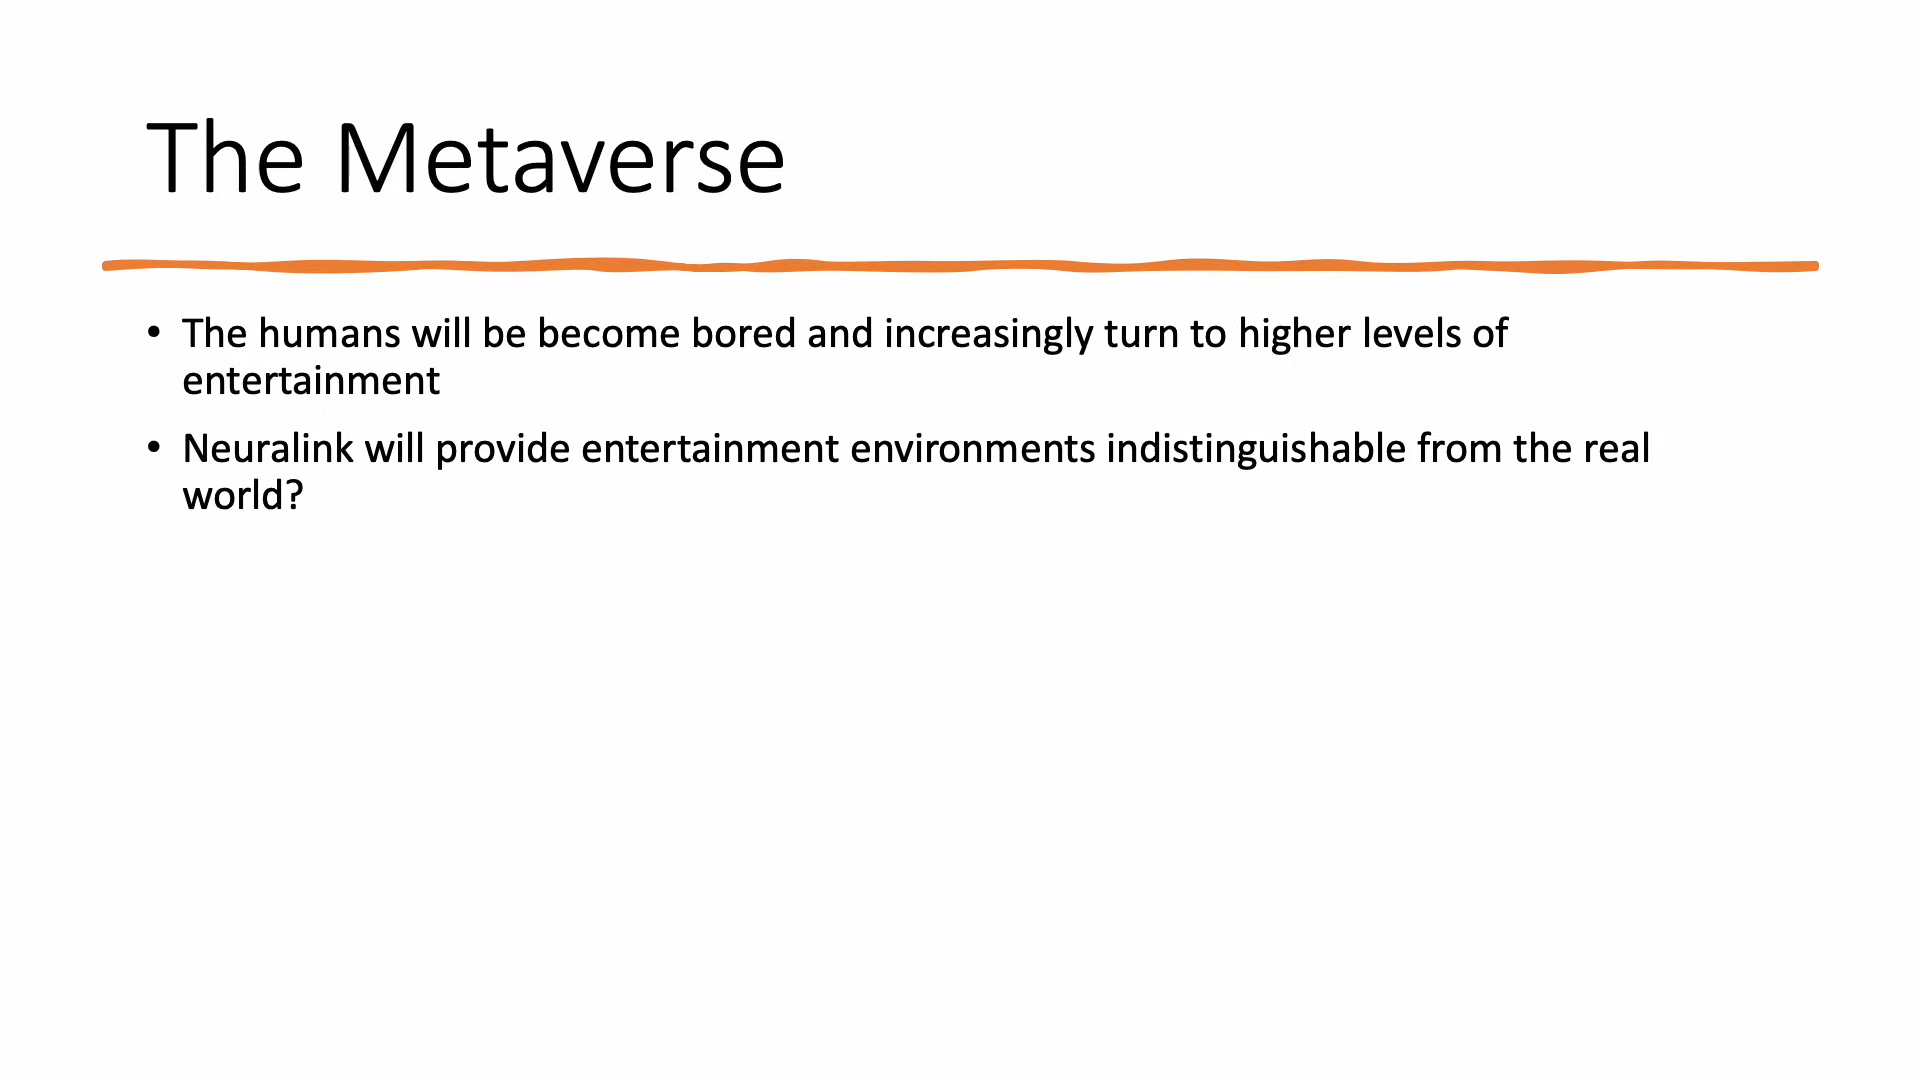 The Metaverse
• The humans will be become bored and increasingly turn to higher levels of
entertainment
• Neuralink will provide entertainment environments indistinguishable from the real
world?